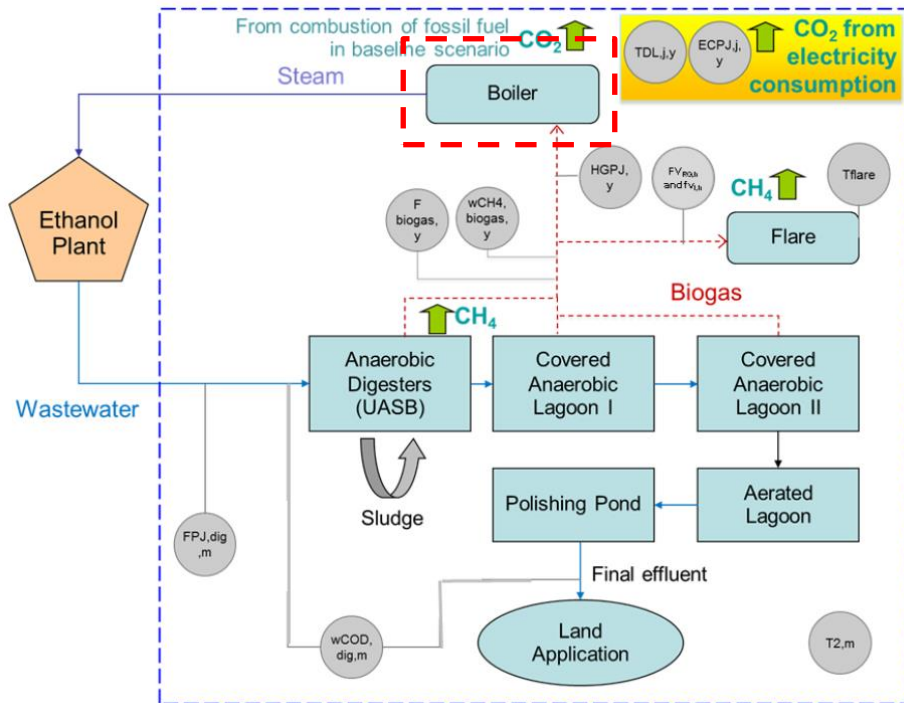 From combustion of fossil fuel
in baseline scenario
CO2
TDL,j,y
ECPJ,j,
y
CO2 from
electricity
consumption
Steam
Boiler
HGPJ,
y
FVRG,h
and fvi,h
CH4
Tflare
F
biogas,
y
wCH4,
biogas,
y
Ethanol
Plant
Flare
Biogas
CH4
Anaerobic
Digesters
(UASB)
Covered
Anaerobic
Lagoon I
Covered
Anaerobic
Lagoon II
Wastewater
Sludge
Polishing Pond
Aerated
Lagoon
FPJ,dig
,m
Final effluent
wCOD,
dig,m
Land
Application
T2,m